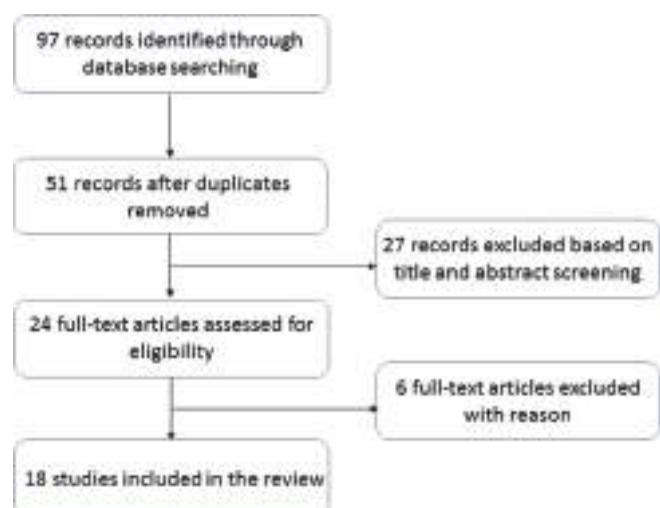 97 records identified through
database searching
51 records after duplicates
removed
27 records excluded based on
title and abstract screening
24 full-text articles assessed for
eligibility
6 full-text articles excluded
with reason
18 studies included in the review